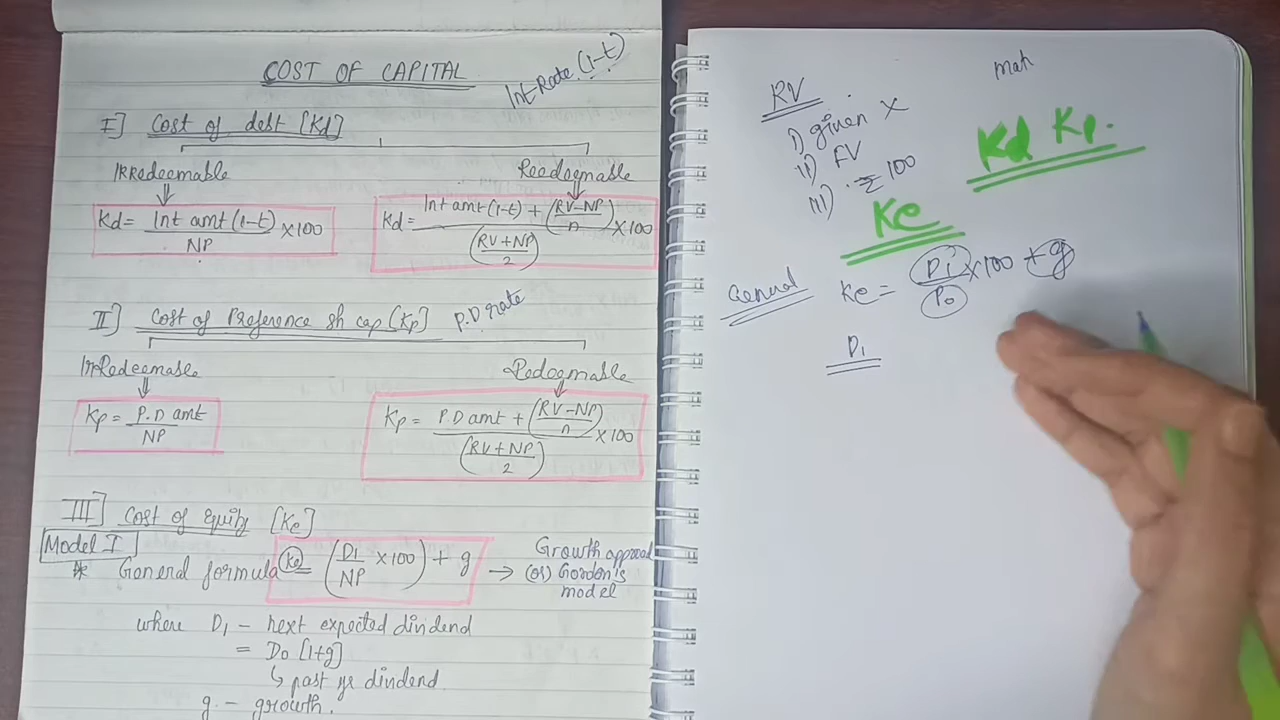 COST OF CAPITAL
Int Rate (1-t)
I] Cost of debt [Kd]
IRRedeemable
Reedeemable
Kd = Int amt (1-t) / NP × 100
Kd = Int amt (1-t) + (RV-NP / n) / (RV+NP / 2) × 100
II] Cost of Preference sh cap [Kp] P.D rate
IrRedeemable
Redeemable
Kp = P.D amt / NP
Kp = P D amt + (RV-NP / n) / (RV+NP / 2) × 100
III] Cost of equity [Ke]
Model I
* General formula Ke = (D1 / NP × 100) + g → Growth approach
(or) Gordon's
model
where D1 - next expected dividend
= D0 [1+g]
↳ past yr dividend
g - growth.
RV
i) given ×
ii) FV
iii) = 100
Kd Kp.
Ke
General Ke = D1 / P0 × 100 + g
D1